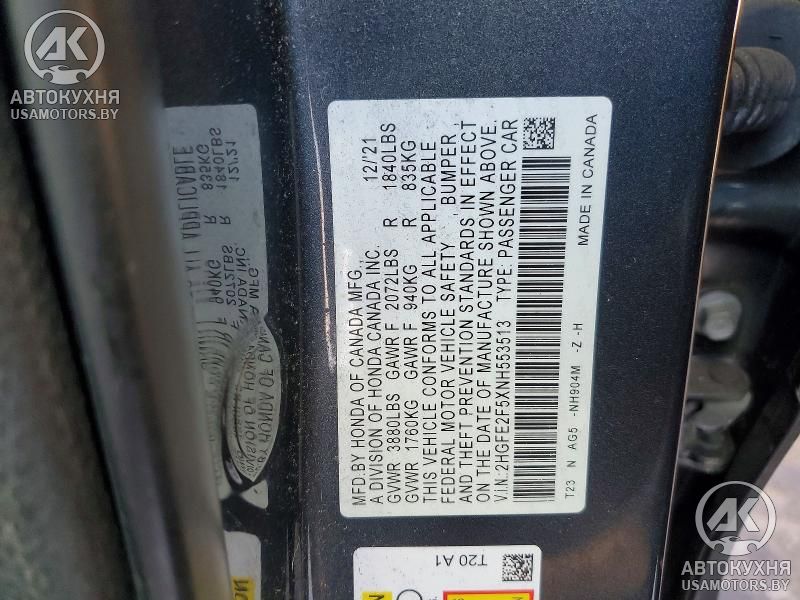 AK
АВТОКУХНЯ
USAMOTORS.BY
MFD.BY HONDA OF CANADA MFG., 12/'21
A DIVISION OF HONDA CANADA INC.
GVWR 3880LBS GAWR F 2072LBS R 1840LBS
GVWR 1760KG GAWR F 940KG R 835KG
THIS VEHICLE CONFORMS TO ALL APPLICABLE
FEDERAL MOTOR VEHICLE SAFETY, BUMPER,
AND THEFT PREVENTION STANDARDS IN EFFECT
ON THE DATE OF MANUFACTURE SHOWN ABOVE.
V.I.N.:2HGFE2F5XNH553513 TYPE: PASSENGER CAR
T23 N AG5 -NH904M -Z -H
MADE IN CANADA
T20 A1
AK
АВТОКУХНЯ
USAMOTORS.BY